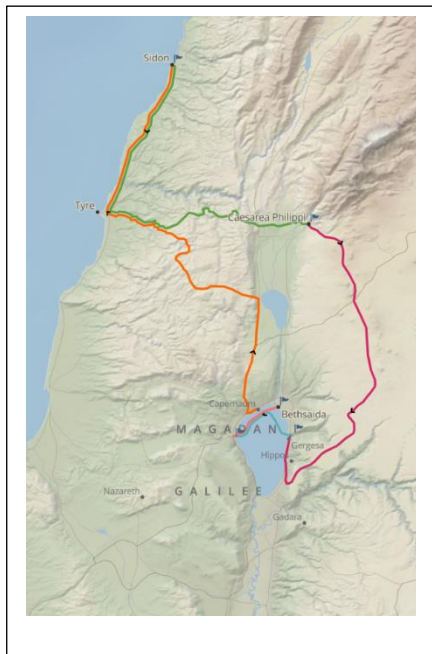 Sidon
Tyre
Caesarea Philippi
Capernaum
Bethsaida
MAGADAN
Gergesa
Hippos
Nazareth
GALILEE
Gadara